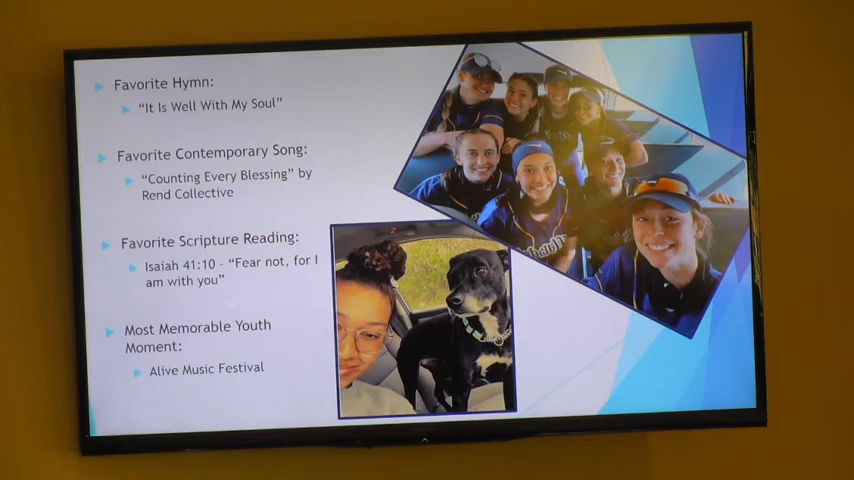 Favorite Hymn:
"It Is Well With My Soul"
Favorite Contemporary Song:
"Counting Every Blessing" by
Rend Collective
Favorite Scripture Reading:
Isaiah 41:10 - "Fear not, for I
am with you"
Most Memorable Youth
Moment:
Alive Music Festival